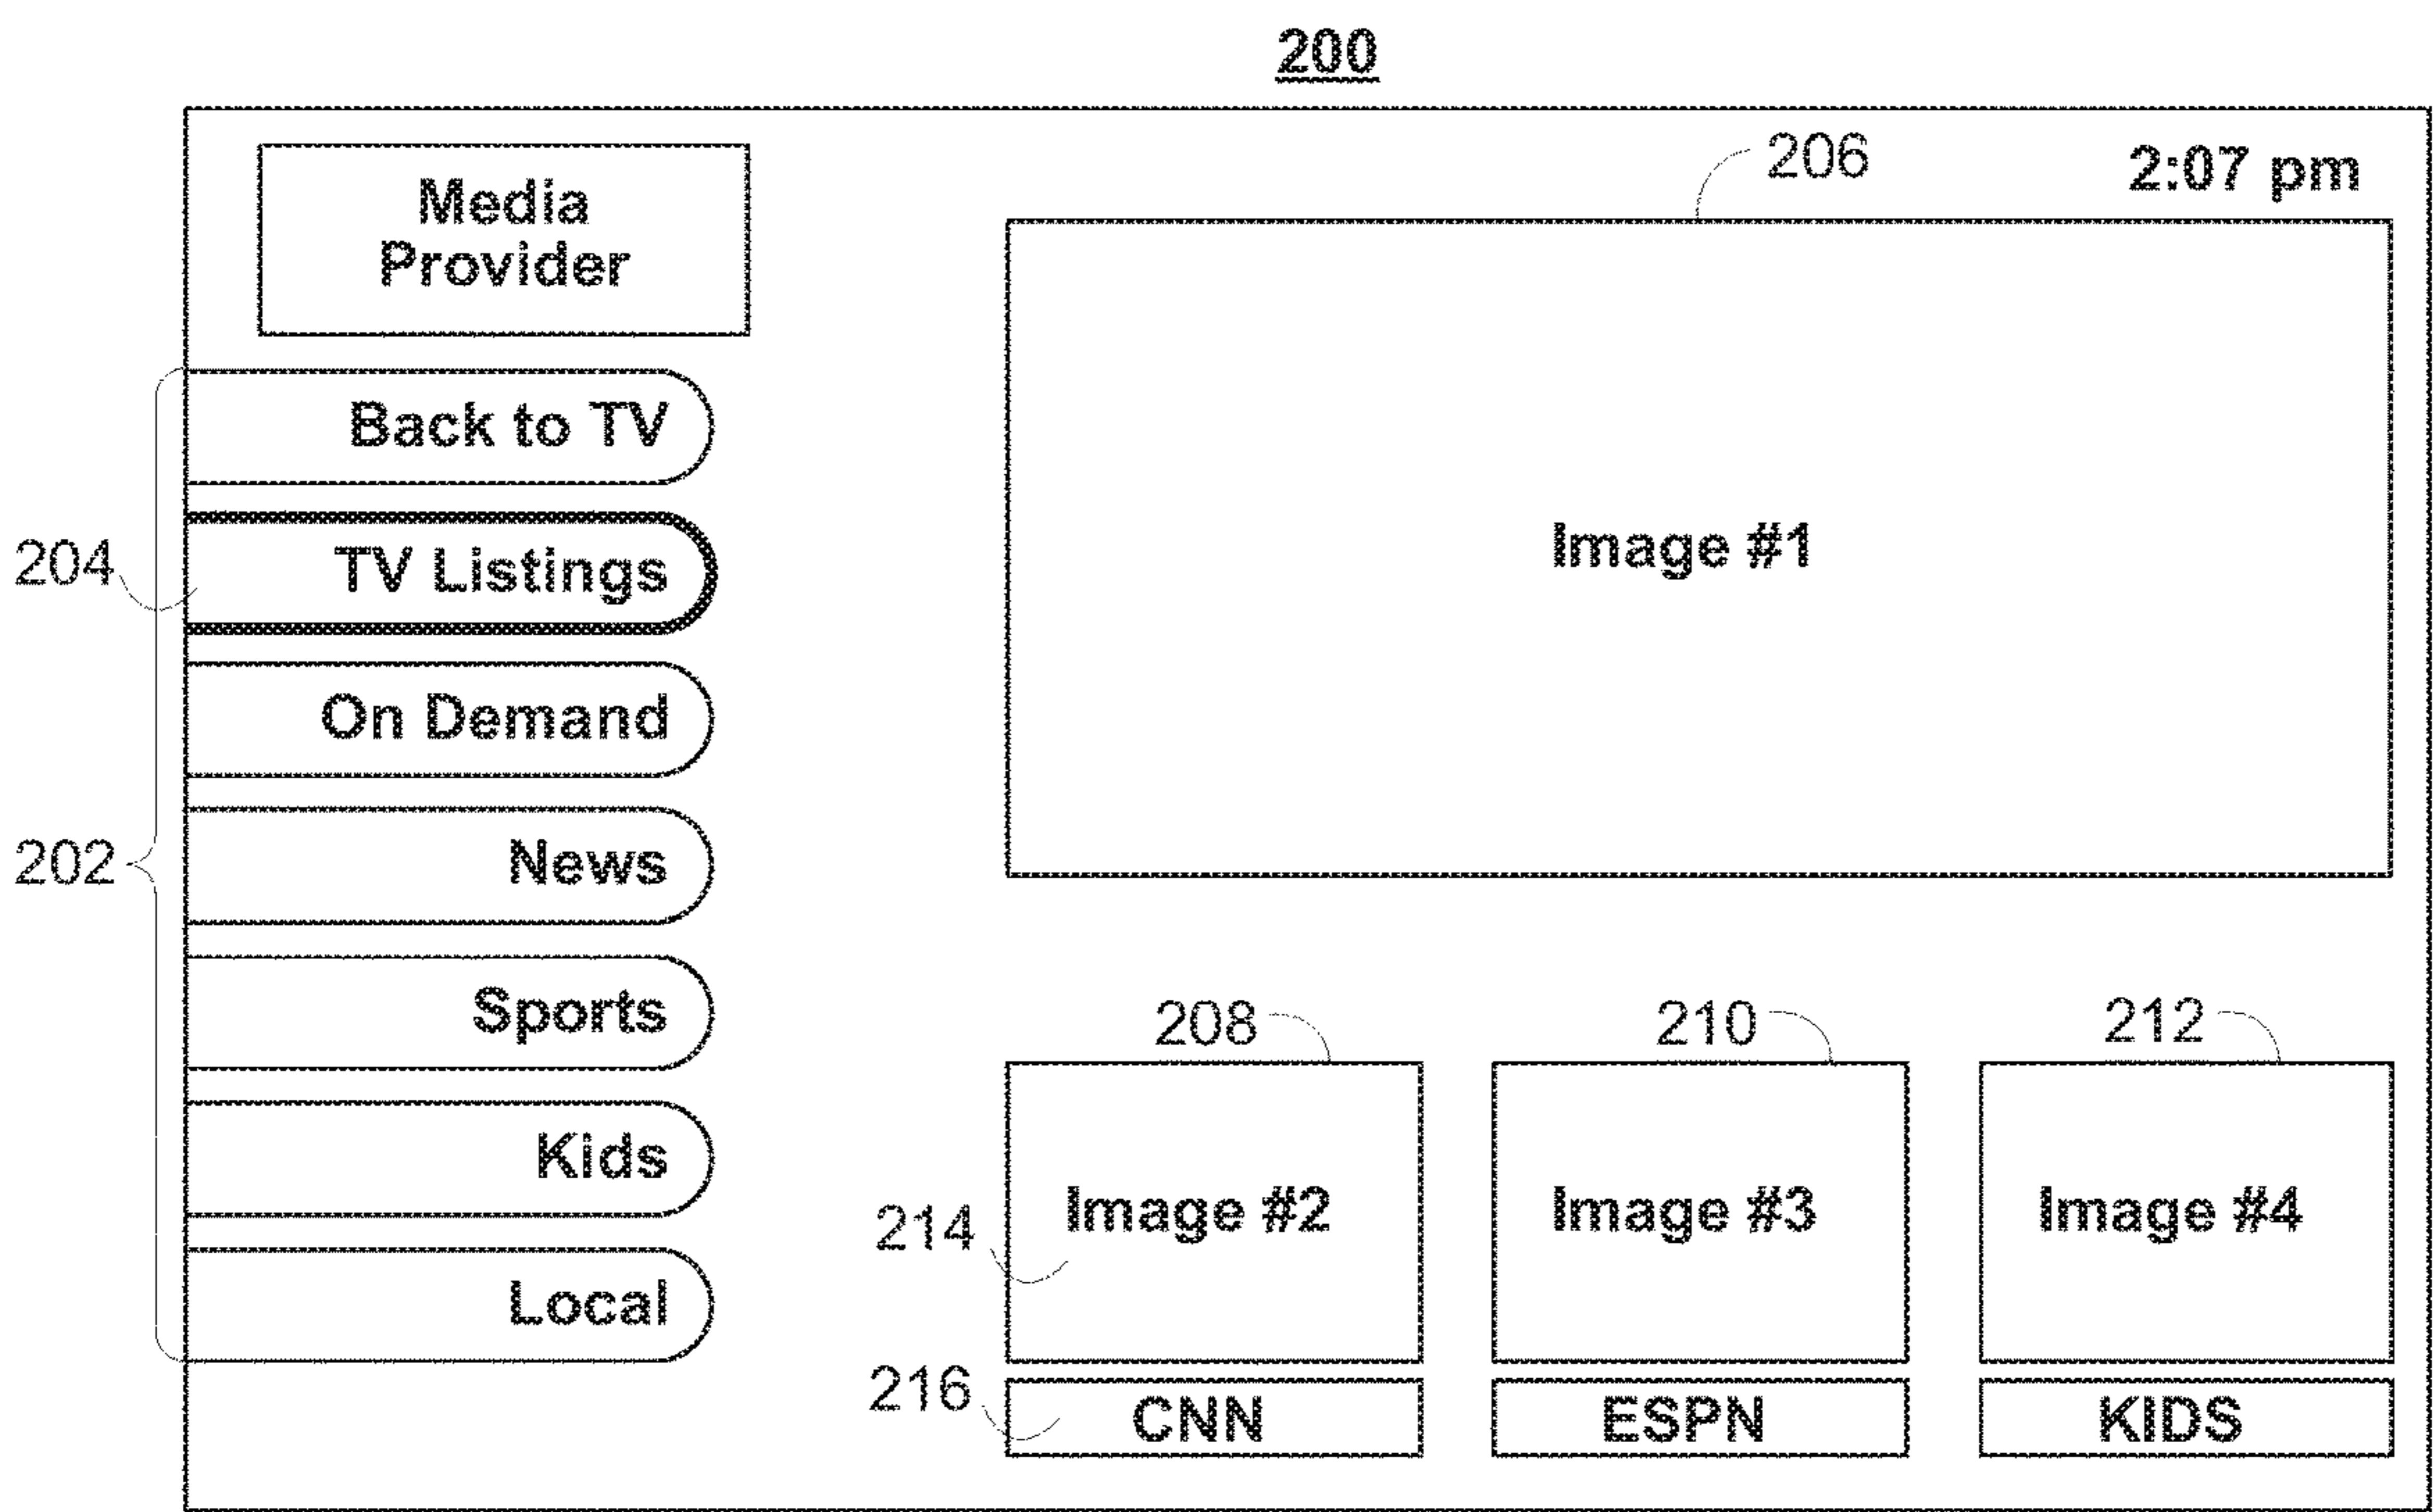 200
206
2:07 pm
Media
Provider
Back to TV
204
TV Listings
Image #1
On Demand
202
News
Sports
208
210
212
Kids
214
Image #2
Image #3
Image #4
Local
216
CNN
ESPN
KIDS